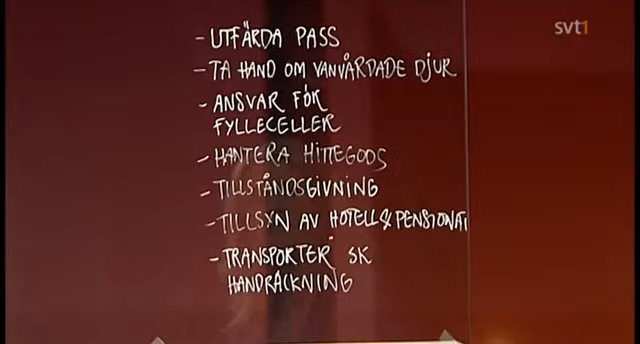 svt1
- UTFÄRDA PASS
- TA HAND OM VANVÅRDADE DJUR
- ANSVAR FÖR
FYLLECELLER
- HANTERA HITTEGODS
- TILLSTÅNDSGIVNING
- TILLSYN AV HOTELL & PENSIONAT
- TRANSPORTER SK
HANDRÄCKNING